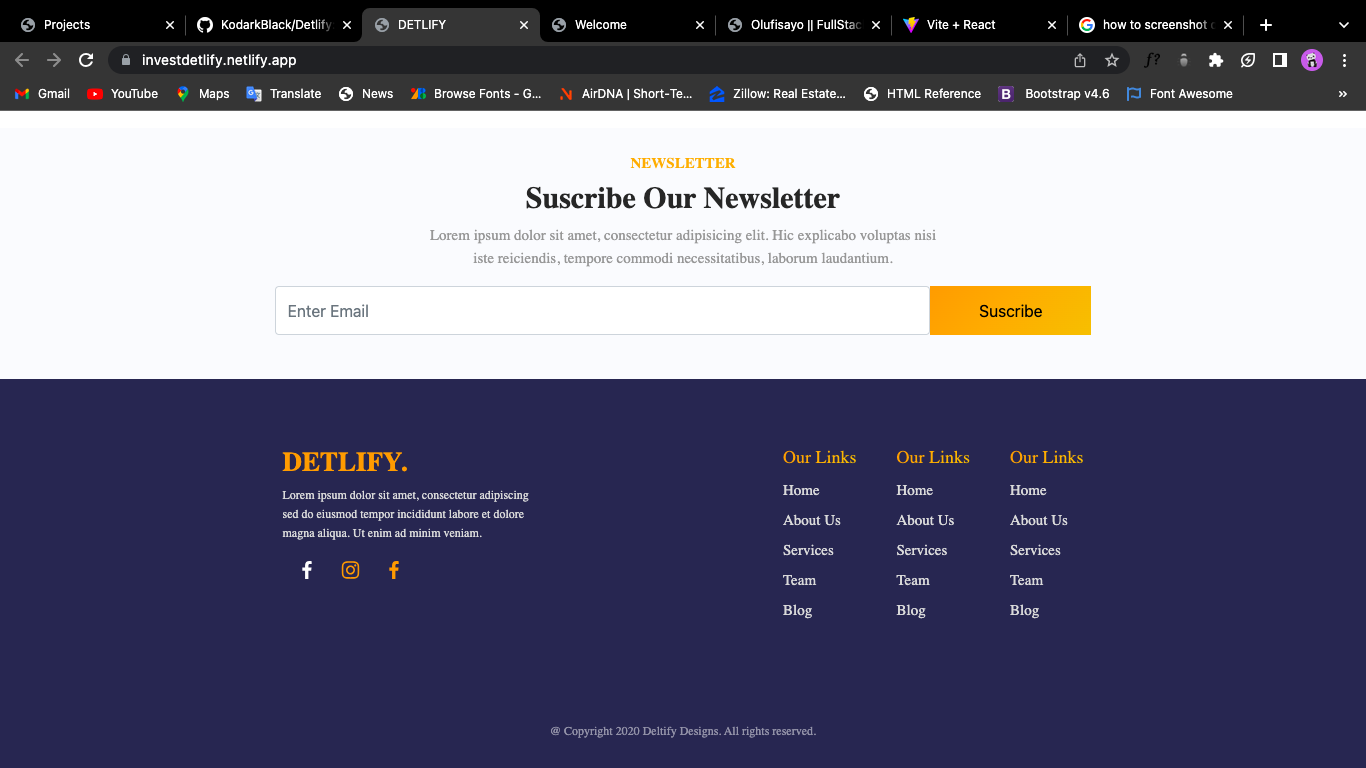 Projects
KodarkBlack/Detlify
DETLIFY
Welcome
Olufisayo || FullStac
Vite + React
how to screenshot
investdetlify.netlify.app
Gmail
YouTube
Maps
Translate
News
Browse Fonts - G...
AirDNA | Short-Te...
Zillow: Real Estate...
HTML Reference
B
Bootstrap v4.6
Font Awesome
NEWSLETTER
Suscribe Our Newsletter
Lorem ipsum dolor sit amet, consectetur adipisicing elit. Hic explicabo voluptas nisi
iste reiciendis, tempore commodi necessitatibus, laborum laudantium.
Enter Email
Suscribe
DETLIFY.
Lorem ipsum dolor sit amet, consectetur adipiscing
sed do eiusmod tempor incididunt labore et dolore
magna aliqua. Ut enim ad minim veniam.
Our Links
Home
About Us
Services
Team
Blog
Our Links
Home
About Us
Services
Team
Blog
Our Links
Home
About Us
Services
Team
Blog
@ Copyright 2020 Deltify Designs. All rights reserved.